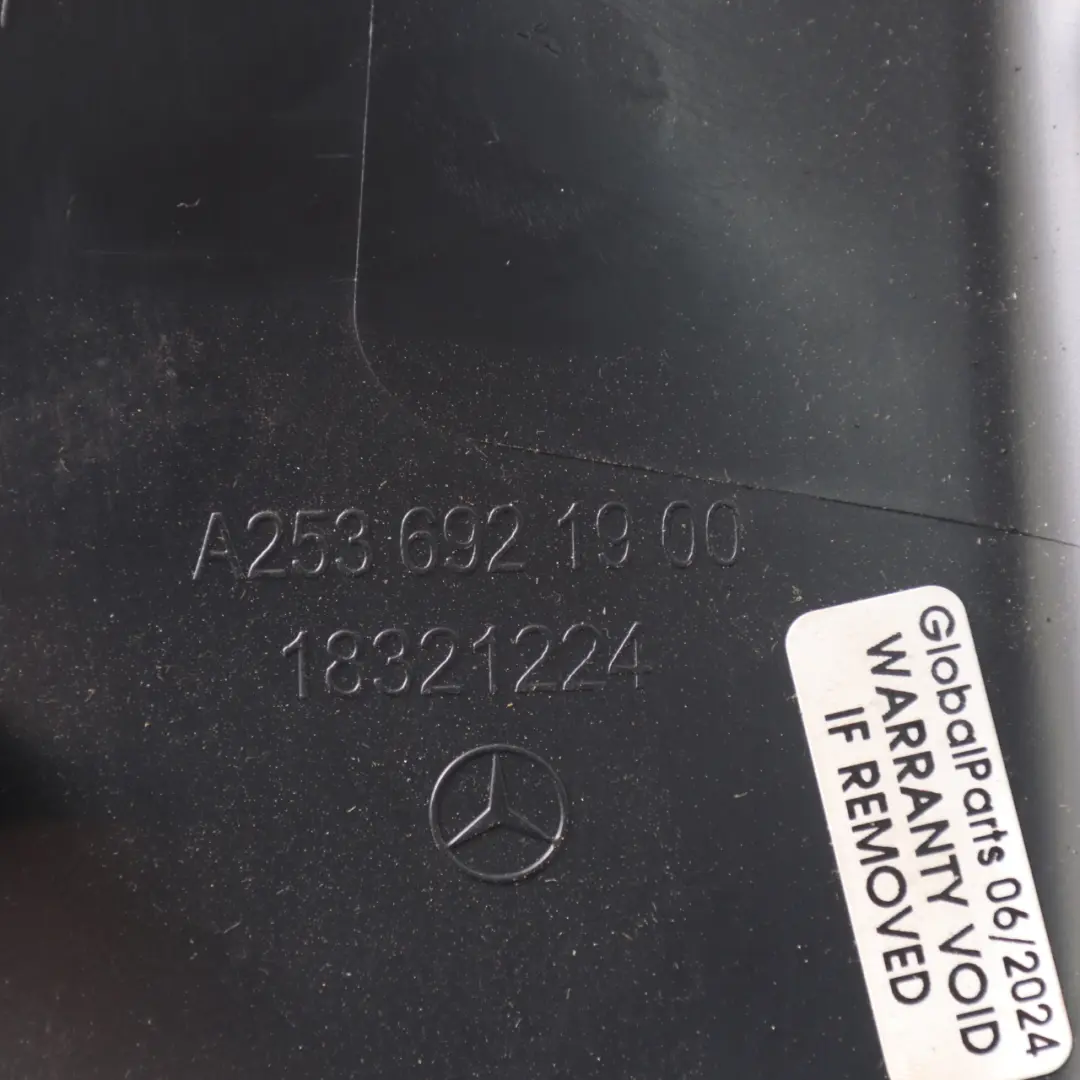 A253 692 19 00
18321224
GlobalParts 06/2024
WARRANTY VOID
IF REMOVED